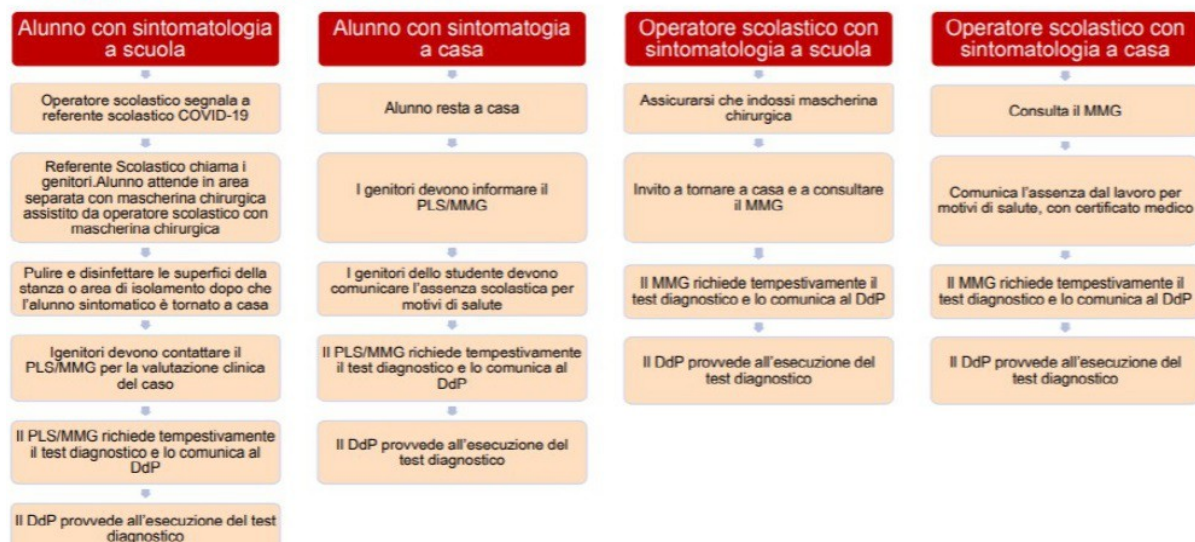 Alunno con sintomatologia
a scuola
Operatore scolastico segnala a
referente scolastico COVID-19
Referente Scolastico chiama i
genitori.Alunno attende in area
separata con mascherina chirurgica
assistito da operatore scolastico con
mascherina chirurgica
Pulire e disinfettare le superfici della
stanza o area di isolamento dopo che
l'alunno sintomatico è tornato a casa
Igenitori devono contattare il
PLS/MMG per la valutazione clinica
del caso
Il PLS/MMG richiede tempestivamente
il test diagnostico e lo comunica al
DdP
Il DdP provvede all'esecuzione del test
diagnostico
Alunno con sintomatogia
a casa
Alunno resta a casa
I genitori devono informare il
PLS/MMG
I genitori dello studente devono
comunicare l'assenza scolastica per
motivi di salute
Il PLS/MMG richiede tempestivamente
il test diagnostico e lo comunica al
DdP
Il DdP provvede all'esecuzione del
test diagnostico
Operatore scolastico con
sintomatologia a scuola
Assicurarsi che indossi mascherina
chirurgica
Invito a tornare a casa e a consultare
il MMG
Il MMG richiede tempestivamente il
test diagnostico e lo comunica al DdP
Il DdP provvede all'esecuzione del
test diagnostico
Operatore scolastico con
sintomatologia a casa
Consulta il MMG
Comunica l'assenza dal lavoro per
motivi di salute, con certificato medico
Il MMG richiede tempestivamente il
test diagnostico e lo comunica al DdP
Il DdP provvede all'esecuzione del
test diagnostico